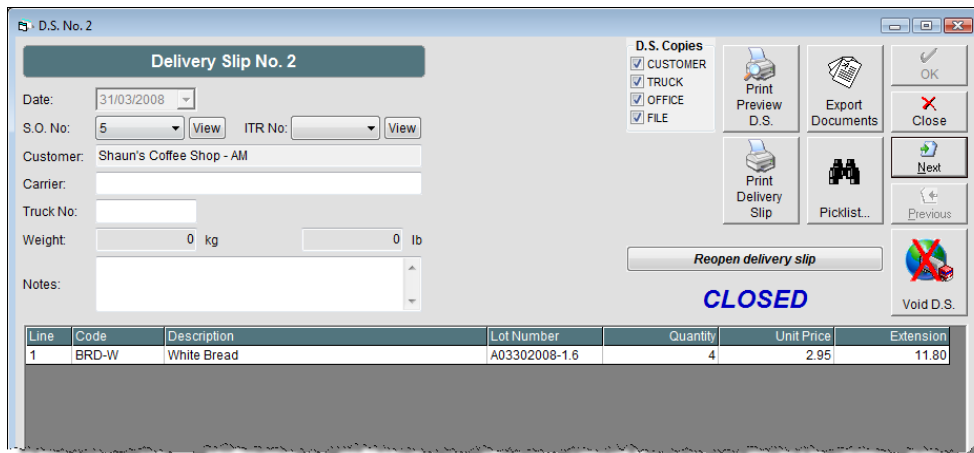 D.S. No. 2
Delivery Slip No. 2
Date: 31/03/2008
S.O. No: 5 View ITR No: View
Customer: Shaun's Coffee Shop - AM
Carrier:
Truck No:
Weight: 0 kg 0 lb
Notes:
D.S. Copies
CUSTOMER
TRUCK
OFFICE
FILE
Print
Preview
D.S.
Export
Documents
OK
Close
Print
Delivery
Slip
Picklist...
Next
Previous
Reopen delivery slip
CLOSED
Void D.S.
Line Code Description Lot Number Quantity Unit Price Extension
1 BRD-W White Bread A03302008-1.6 4 2.95 11.80